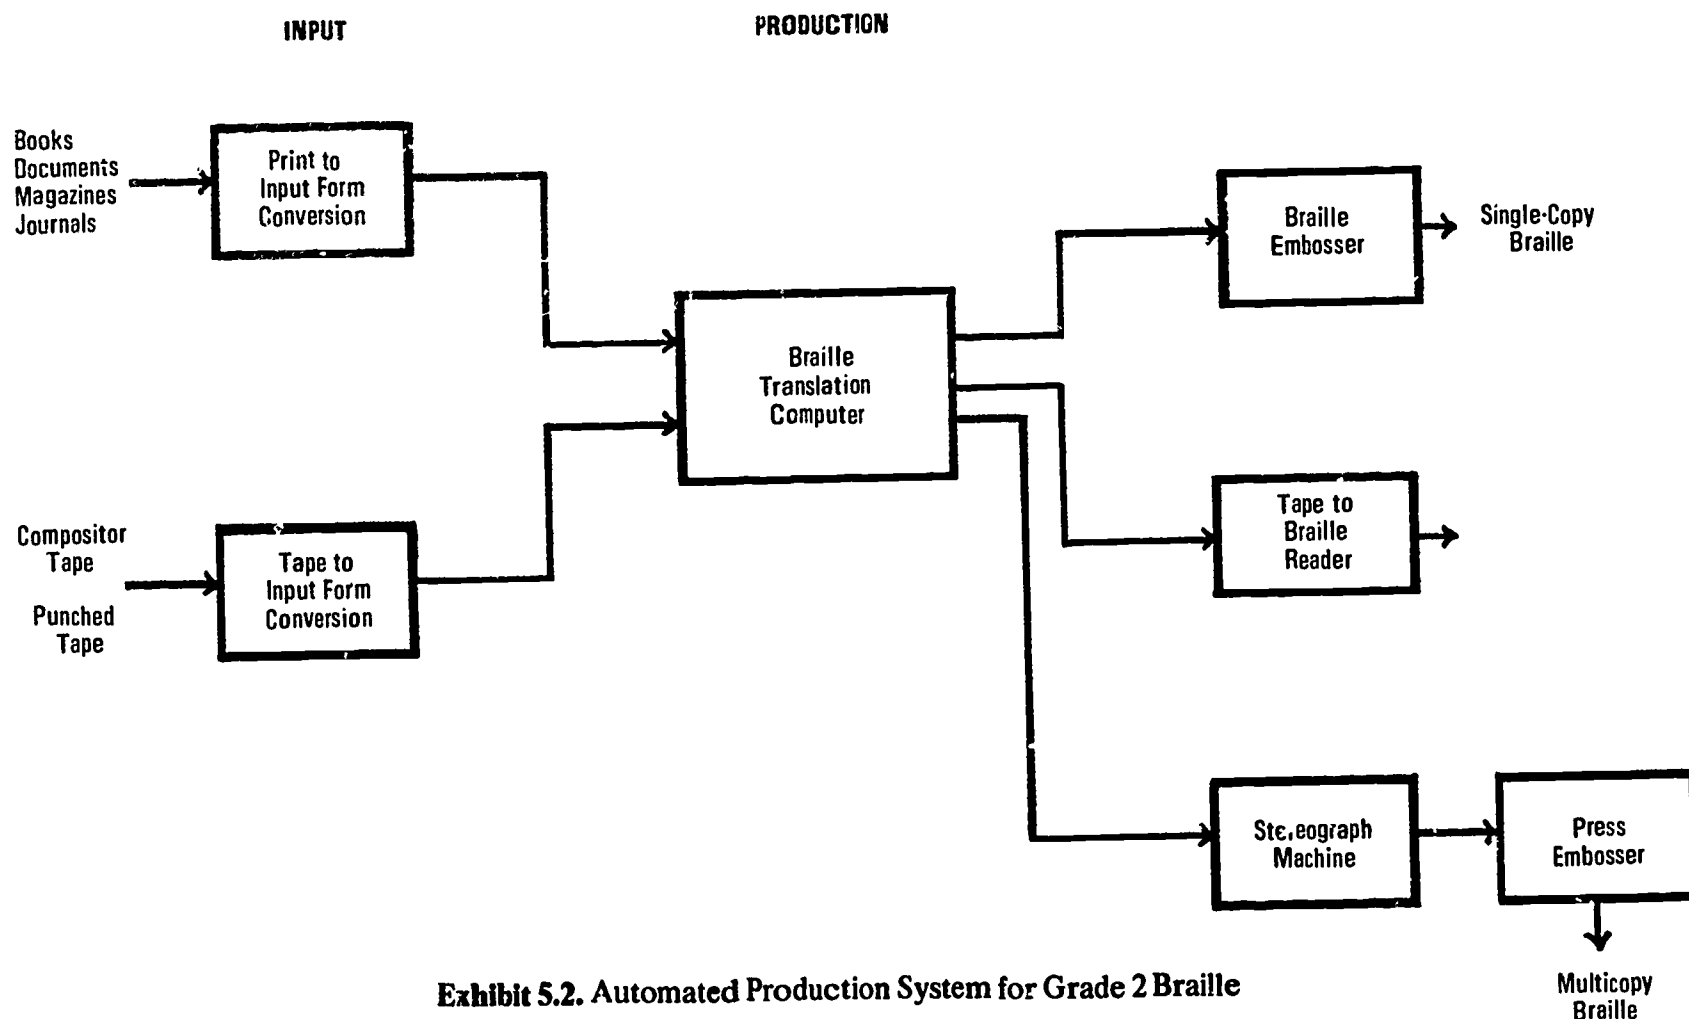 INPUT
PRODUCTION
Books
Documents
Magazines
Journals
Print to
Input Form
Conversion
Compositor
Tape
Punched
Tape
Tape to
Input Form
Conversion
Braille
Translation
Computer
Braille
Embosser
Single-Copy
Braille
Tape to
Braille
Reader
Stereograph
Machine
Press
Embosser
Multicopy
Braille
Exhibit 5.2. Automated Production System for Grade 2 Braille